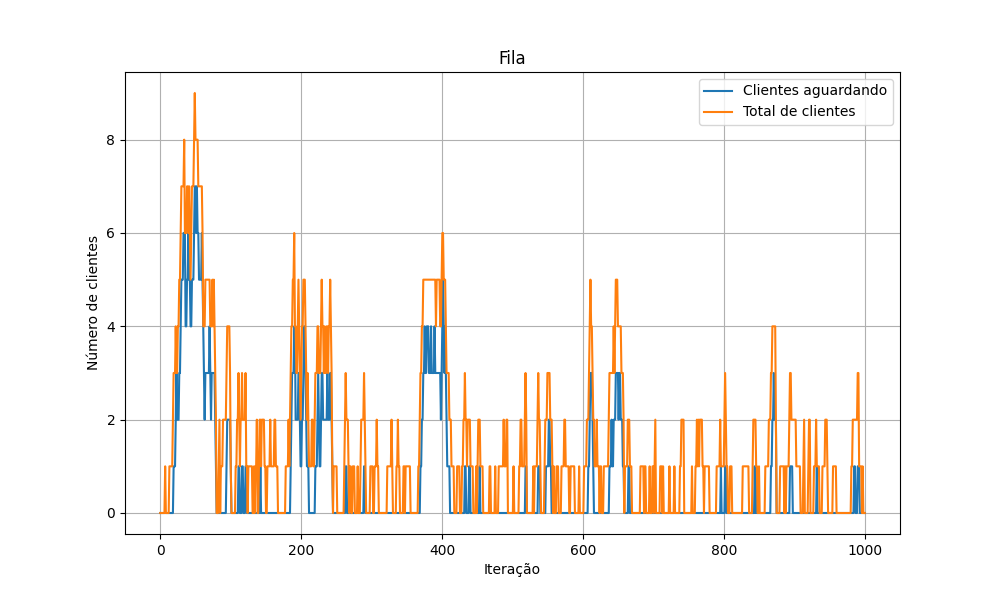 Fila
Clientes aguardando
Total de clientes
Número de clientes
8
6
4
2
0
0 200 400 600 800 1000
Iteração